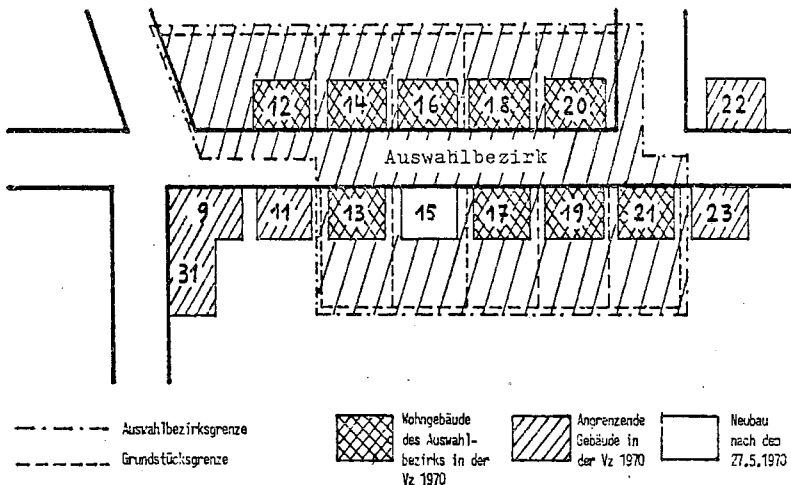 12 14 16 18 20 22
Auswahlbezirk
9 11 13 15 17 19 21 23
31
Auswahlbezirksgrenze
Grundstücksgrenze
Wohngebäude
des Auswahl-
bezirks in der
Vz 1970
Angrenzende
Gebäude in
der Vz 1970
Neubau
nach dem
27.5.1970